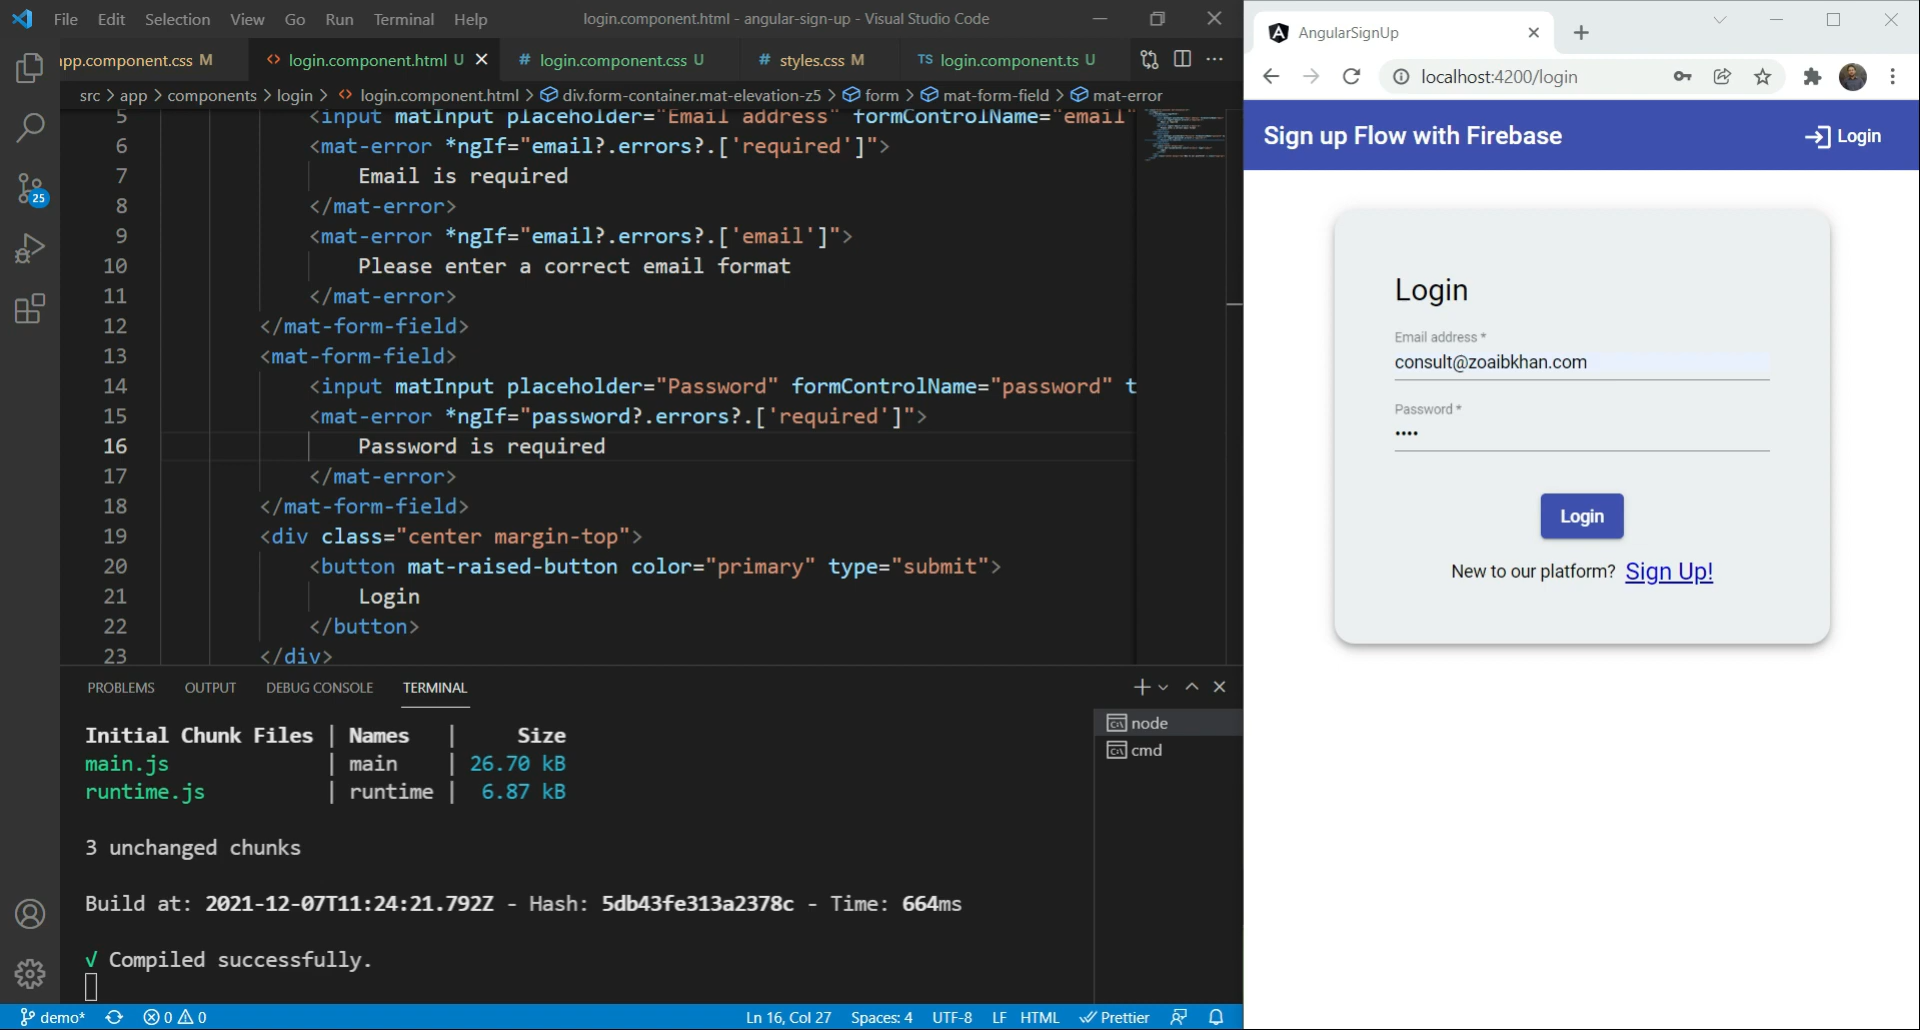 File Edit Selection View Go Run Terminal Help login.component.html - angular-sign-up - Visual Studio Code
app.component.css M <> login.component.html U # login.component.css U # styles.css M TS login.component.ts U
src > app > components > login > <> login.component.html > div.form-container.mat-elevation-z5 > form > mat-form-field > mat-error
5 <input matInput placeholder="Email address" formControlName="email"
6 <mat-error *ngIf="email?.errors?.['required']">
7 Email is required
8 </mat-error>
9 <mat-error *ngIf="email?.errors?.['email']">
10 Please enter a correct email format
11 </mat-error>
12 </mat-form-field>
13 <mat-form-field>
14 <input matInput placeholder="Password" formControlName="password" t
15 <mat-error *ngIf="password?.errors?.['required']">
16 Password is required
17 </mat-error>
18 </mat-form-field>
19 <div class="center margin-top">
20 <button mat-raised-button color="primary" type="submit">
21 Login
22 </button>
23 </div>
25
PROBLEMS OUTPUT DEBUG CONSOLE TERMINAL
Initial Chunk Files | Names | Size
main.js | main | 26.70 kB
runtime.js | runtime | 6.87 kB
3 unchanged chunks
Build at: 2021-12-07T11:24:21.792Z - Hash: 5db43fe313a2378c - Time: 664ms
√ Compiled successfully.
node
cmd
demo* 0 0 Ln 16, Col 27 Spaces: 4 UTF-8 LF HTML Prettier
AngularSignUp
localhost:4200/login
Sign up Flow with Firebase Login
Login
Email address *
consult@zoaibkhan.com
Password *
••••
Login
New to our platform? Sign Up!